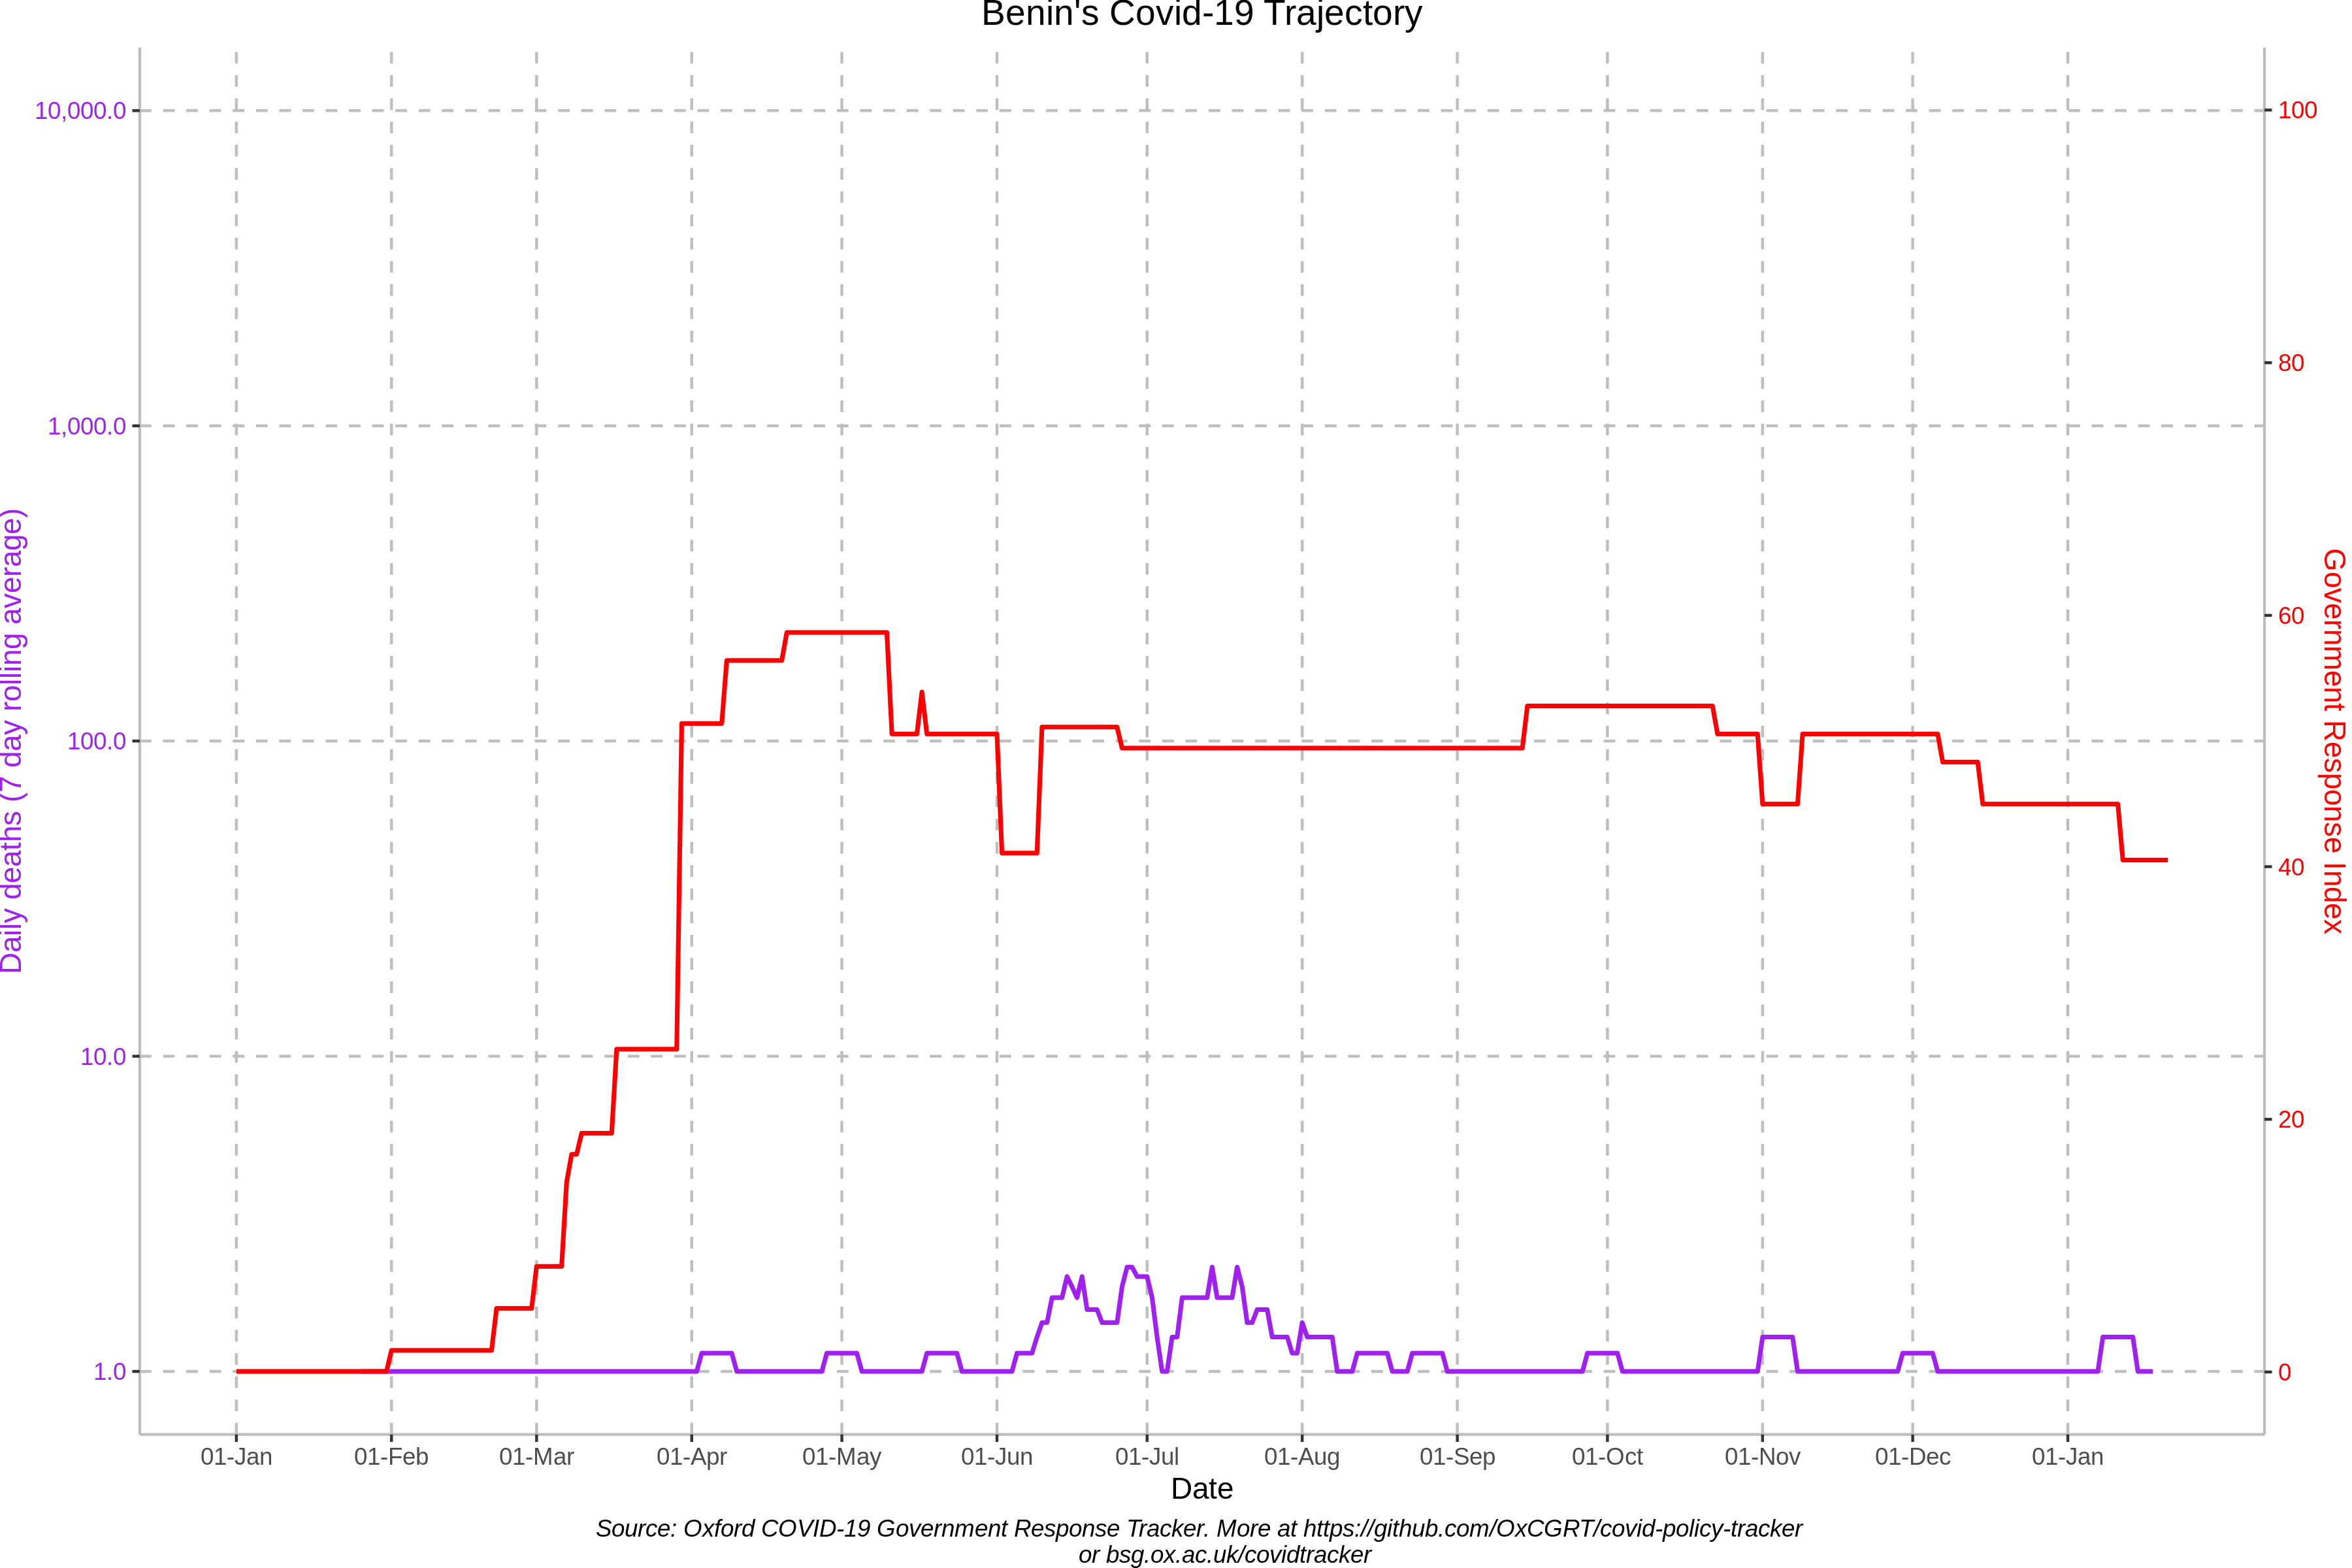 Benin's Covid-19 Trajectory
10,000.0
1,000.0
100.0
10.0
1.0
Daily deaths (7 day rolling average)
100
80
60
40
20
0
Government Response Index
01-Jan 01-Feb 01-Mar 01-Apr 01-May 01-Jun 01-Jul 01-Aug 01-Sep 01-Oct 01-Nov 01-Dec 01-Jan
Date
Source: Oxford COVID-19 Government Response Tracker. More at https://github.com/OxCGRT/covid-policy-tracker
or bsg.ox.ac.uk/covidtracker